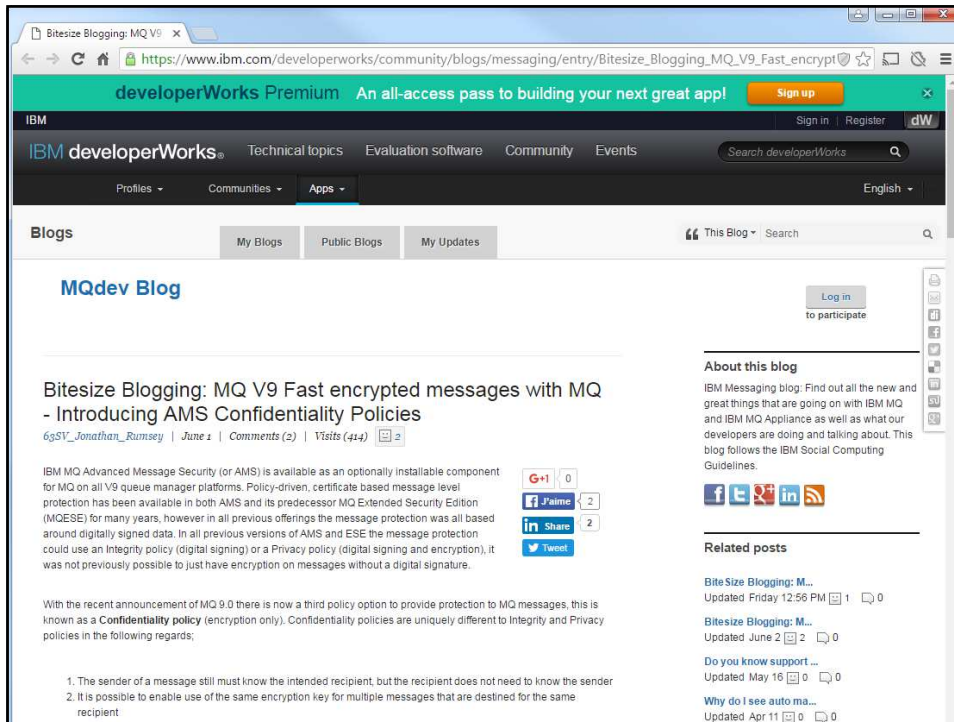 Bitesize Blogging: MQ V9
https://www.ibm.com/developerworks/community/blogs/messaging/entry/Bitesize_Blogging_MQ_V9_Fast_encrypt
developerWorks Premium An all-access pass to building your next great app! Sign up
IBM Sign in | Register dW
IBM developerWorks® Technical topics Evaluation software Community Events Search developerWorks
Profiles Communities Apps English
Blogs My Blogs Public Blogs My Updates This Blog Search
MQdev Blog
Log in
to participate
Bitesize Blogging: MQ V9 Fast encrypted messages with MQ
- Introducing AMS Confidentiality Policies
63SV_Jonathan_Rumsey | June 1 | Comments (2) | Visits (414) 2
IBM MQ Advanced Message Security (or AMS) is available as an optionally installable component
for MQ on all V9 queue manager platforms. Policy-driven, certificate based message level
protection has been available in both AMS and its predecessor MQ Extended Security Edition
(MQESE) for many years, however in all previous offerings the message protection was all based
around digitally signed data. In all previous versions of AMS and ESE the message protection
could use an Integrity policy (digital signing) or a Privacy policy (digital signing and encryption), it
was not previously possible to just have encryption on messages without a digital signature.
G+1 0
J'aime 2
in Share 2
Tweet
With the recent announcement of MQ 9.0 there is now a third policy option to provide protection to MQ messages, this is
known as a Confidentiality policy (encryption only). Confidentiality policies are uniquely different to Integrity and Privacy
policies in the following regards;
1. The sender of a message still must know the intended recipient, but the recipient does not need to know the sender
2. It is possible to enable use of the same encryption key for multiple messages that are destined for the same
recipient
About this blog
IBM Messaging blog: Find out all the new and
great things that are going on with IBM MQ
and IBM MQ Appliance as well as what our
developers are doing and talking about. This
blog follows the IBM Social Computing
Guidelines.
Related posts
BiteSize Blogging: M...
Updated Friday 12:56 PM 1 0
Bitesize Blogging: M...
Updated June 2 2 0
Do you know support ...
Updated May 16 0 0
Why do I see auto ma...
Updated Apr 11 0 0